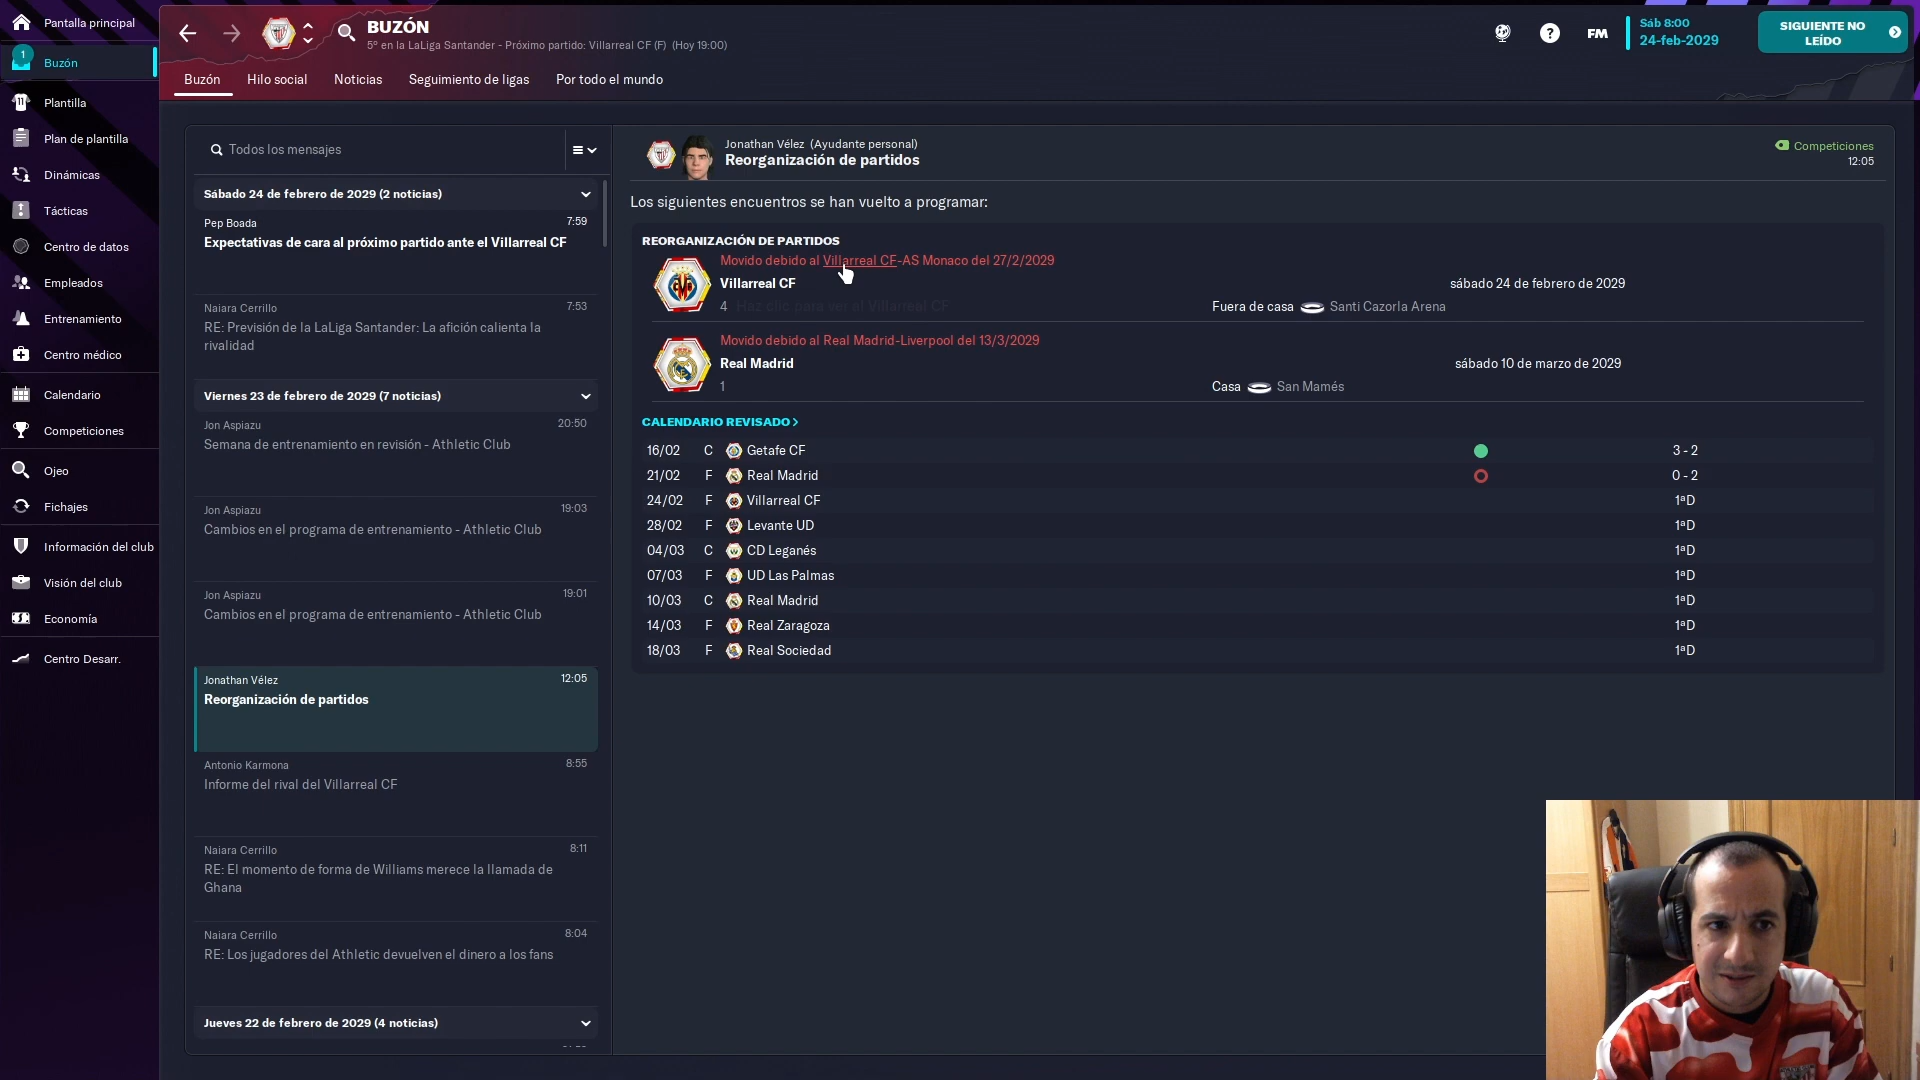 Pantalla principal
1
Buzón
Plantilla
Plan de plantilla
Dinámicas
Tácticas
Centro de datos
Empleados
Entrenamiento
Centro médico
Calendario
Competiciones
Ojeo
Fichajes
Información del club
Visión del club
Economía
Centro Desarr.
BUZÓN
5º en la LaLiga Santander - Próximo partido: Villarreal CF (F) (Hoy 19:00)
FM
Sáb 8:00
24-feb-2029
SIGUIENTE NO
LEÍDO
Buzón Hilo social Noticias Seguimiento de ligas Por todo el mundo
Todos los mensajes
Sábado 24 de febrero de 2029 (2 noticias)
Pep Boada 7:59
Expectativas de cara al próximo partido ante el Villarreal CF
Naiara Cerrillo 7:53
RE: Previsión de la LaLiga Santander: La afición calienta la
rivalidad
Viernes 23 de febrero de 2029 (7 noticias)
Jon Aspiazu 20:50
Semana de entrenamiento en revisión - Athletic Club
Jon Aspiazu 19:03
Cambios en el programa de entrenamiento - Athletic Club
Jon Aspiazu 19:01
Cambios en el programa de entrenamiento - Athletic Club
Jonathan Vélez 12:05
Reorganización de partidos
Antonio Karmona 8:55
Informe del rival del Villarreal CF
Naiara Cerrillo 8:11
RE: El momento de forma de Williams merece la llamada de
Ghana
Naiara Cerrillo 8:04
RE: Los jugadores del Athletic devuelven el dinero a los fans
Jueves 22 de febrero de 2029 (4 noticias)
Jonathan Vélez (Ayudante personal)
Reorganización de partidos
Competiciones
12:05
Los siguientes encuentros se han vuelto a programar:
REORGANIZACIÓN DE PARTIDOS
Movido debido al Villarreal CF-AS Monaco del 27/2/2029
Villarreal CF sábado 24 de febrero de 2029
4 Haz clic para ver el Villarreal CF Fuera de casa Santi Cazorla Arena
Movido debido al Real Madrid-Liverpool del 13/3/2029
Real Madrid sábado 10 de marzo de 2029
1 Casa San Mamés
CALENDARIO REVISADO >
16/02 C Getafe CF 3 - 2
21/02 F Real Madrid 0 - 2
24/02 F Villarreal CF 1ªD
28/02 F Levante UD 1ªD
04/03 C CD Leganés 1ªD
07/03 F UD Las Palmas 1ªD
10/03 C Real Madrid 1ªD
14/03 F Real Zaragoza 1ªD
18/03 F Real Sociedad 1ªD